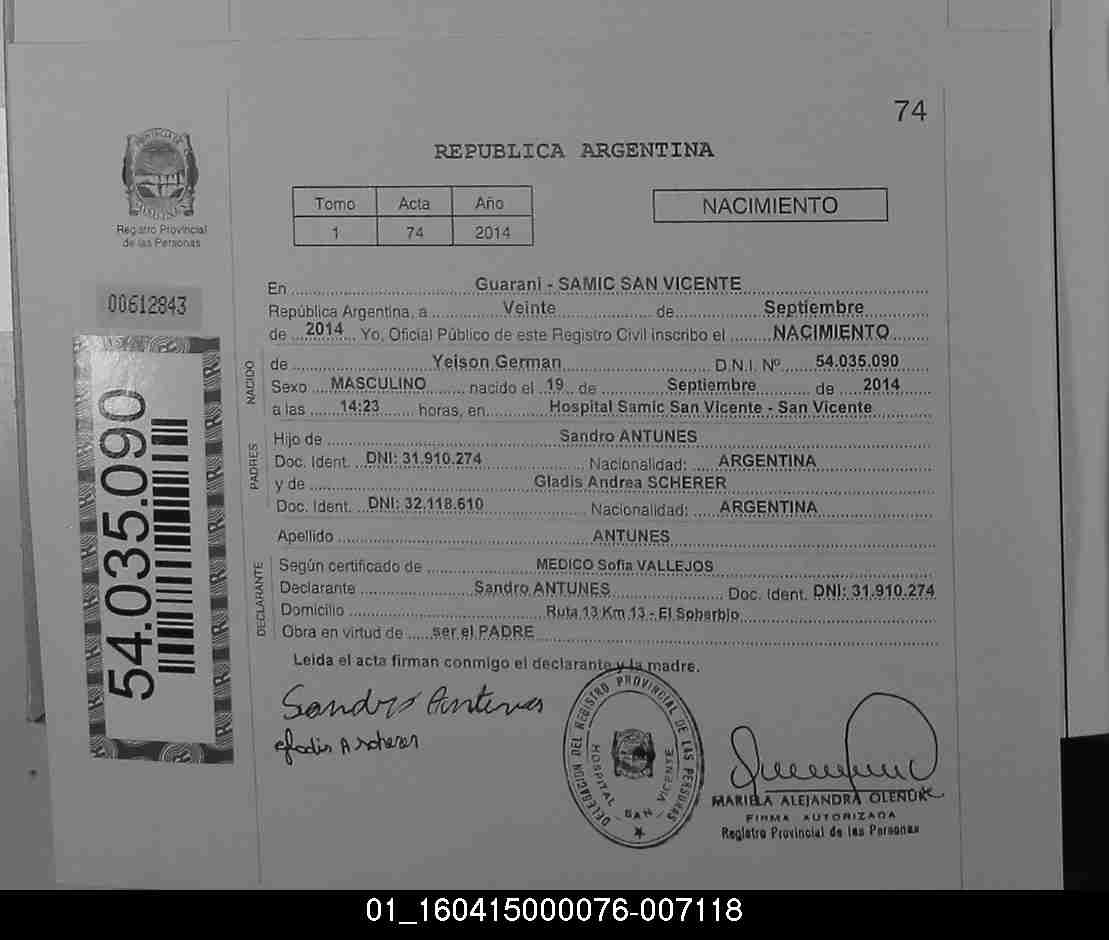 74
REPUBLICA ARGENTINA
Tomo Acta Año
1 74 2014
NACIMIENTO
PROVINCIA DE MISIONES
Registro Provincial
de las Personas
00612843
54.035.090
En Guarani - SAMIC SAN VICENTE
República Argentina, a Veinte de Septiembre
de 2014 Yo, Oficial Público de este Registro Civil inscribo el NACIMIENTO
NACIDO
de Yeison German D.N.I. Nº 54.035.090
Sexo MASCULINO nacido el 19 de Septiembre de 2014
a las 14:23 horas, en Hospital Samic San Vicente - San Vicente
PADRES
Hijo de Sandro ANTUNES
Doc. Ident. DNI: 31.910.274 Nacionalidad: ARGENTINA
y de Gladis Andrea SCHERER
Doc. Ident. DNI: 32.118.610 Nacionalidad: ARGENTINA
Apellido ANTUNES
DECLARANTE
Según certificado de MEDICO Sofia VALLEJOS
Declarante Sandro ANTUNES Doc. Ident. DNI: 31.910.274
Domicilio Ruta 13 Km 13 - El Soberbio
Obra en virtud de ser el PADRE
Leida el acta firman conmigo el declarante y la madre.
Sandro Antunes
Gladis A scherer
DELEGACION DEL REGISTRO PROVINCIAL DE LAS PERSONAS
HOSPITAL SAN VICENTE
MARIELA ALEJANDRA OLENUK
FIRMA AUTORIZADA
Registro Provincial de las Personas
01_160415000076-007118